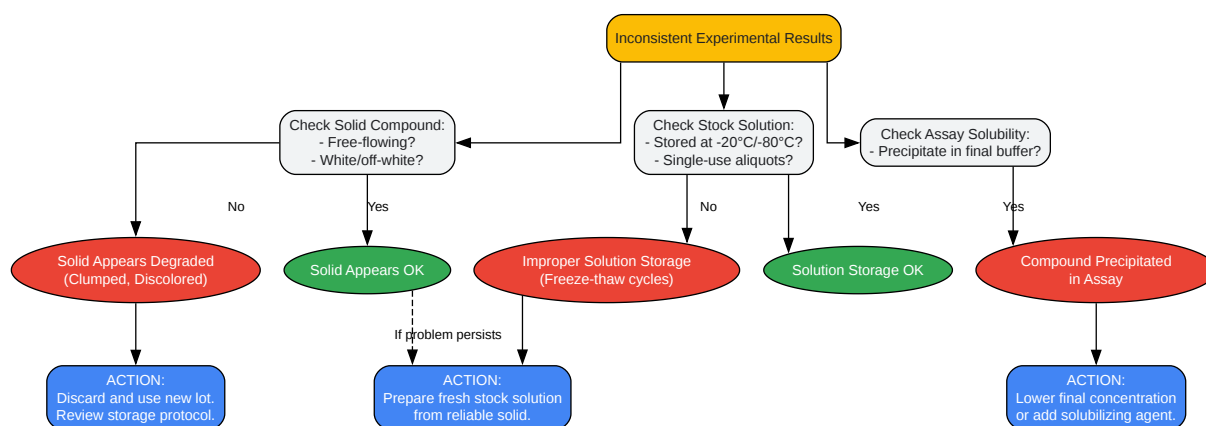 Inconsistent Experimental Results
Check Solid Compound:
- Free-flowing?
- White/off-white?
Check Stock Solution:
- Stored at -20°C/-80°C?
- Single-use aliquots?
Check Assay Solubility:
- Precipitate in final buffer?
No
Yes
No
Yes
Yes
Solid Appears Degraded
(Clumped, Discolored)
Solid Appears OK
Improper Solution Storage
(Freeze-thaw cycles)
Solution Storage OK
Compound Precipitated
in Assay
If problem persists
ACTION:
Discard and use new lot.
Review storage protocol.
ACTION:
Prepare fresh stock solution
from reliable solid.
ACTION:
Lower final concentration
or add solubilizing agent.